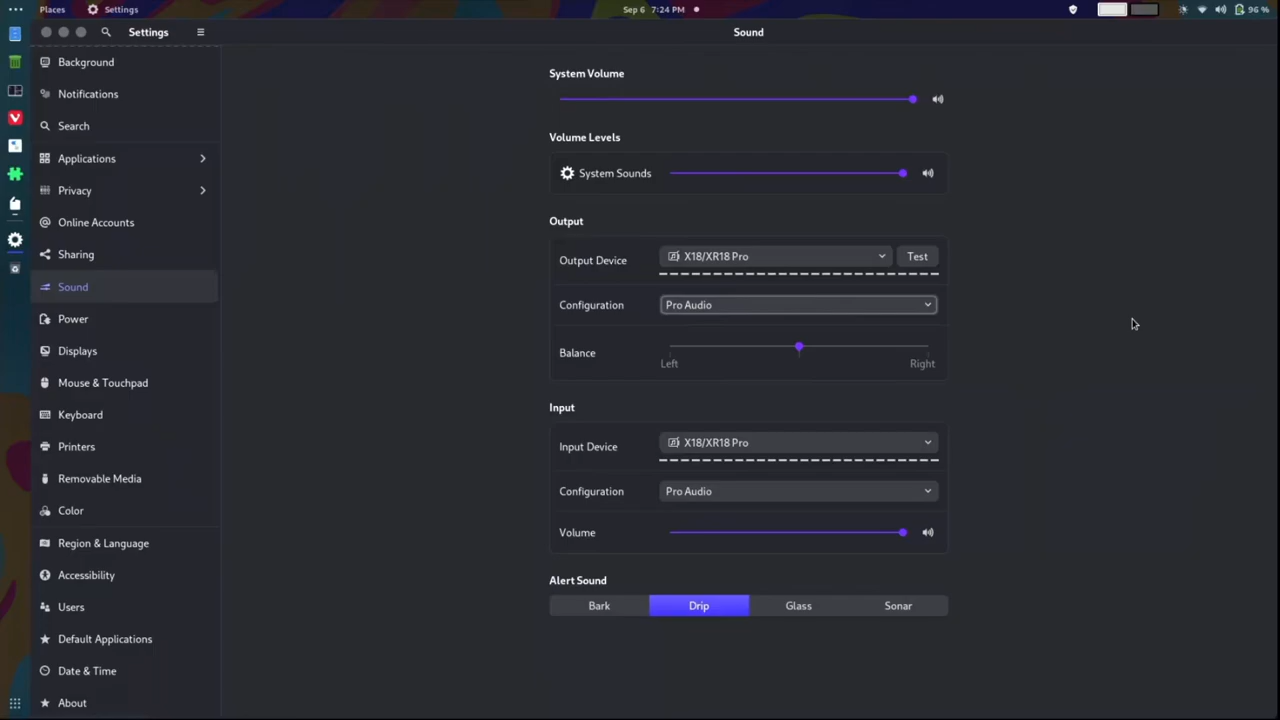 Places
Settings
Sep 6 7:24 PM
96 %
Settings
Sound
Background
Notifications
Search
Applications
Privacy
Online Accounts
Sharing
Sound
Power
Displays
Mouse & Touchpad
Keyboard
Printers
Removable Media
Color
Region & Language
Accessibility
Users
Default Applications
Date & Time
About
System Volume
Volume Levels
System Sounds
Output
Output Device X18/XR18 Pro Test
Configuration Pro Audio
Balance
Left Right
Input
Input Device X18/XR18 Pro
Configuration Pro Audio
Volume
Alert Sound
Bark Drip Glass Sonar